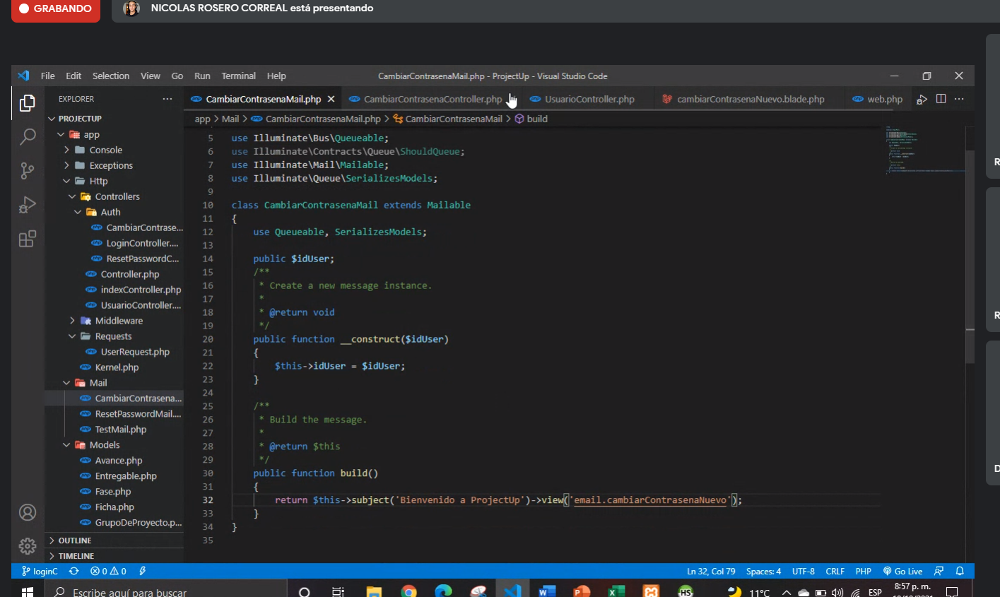 GRABANDO
NICOLAS ROSERO CORREAL está presentando
File Edit Selection View Go Run Terminal Help
CambiarContrasenaMail.php - ProjectUp - Visual Studio Code
EXPLORER
PROJECTUP
app
Console
Exceptions
Http
Controllers
Auth
CambiarContrase...
LoginController....
ResetPasswordC...
Controller.php
indexController.php
UsuarioController....
Middleware
Requests
UserRequest.php
Kernel.php
Mail
CambiarContrasena...
ResetPasswordMail....
TestMail.php
Models
Avance.php
Entregable.php
Fase.php
Ficha.php
GrupoDeProyecto.p...
OUTLINE
TIMELINE
CambiarContrasenaMail.php CambiarContrasenaController.php UsuarioController.php cambiarContrasenaNuevo.blade.php web.php
app > Mail > CambiarContrasenaMail.php > CambiarContrasenaMail > build
5 use Illuminate\Bus\Queueable;
6 use Illuminate\Contracts\Queue\ShouldQueue;
7 use Illuminate\Mail\Mailable;
8 use Illuminate\Queue\SerializesModels;
9
10 class CambiarContrasenaMail extends Mailable
11 {
12 use Queueable, SerializesModels;
13
14 public $idUser;
15 /**
16 * Create a new message instance.
17 *
18 * @return void
19 */
20 public function __construct($idUser)
21 {
22 $this->idUser = $idUser;
23 }
24
25 /**
26 * Build the message.
27 *
28 * @return $this
29 */
30 public function build()
31 {
32 return $this->subject('Bienvenido a ProjectUp')->view('email.cambiarContrasenaNuevo');
33 }
34 }
35
R
R
D
loginC 0 0 Ln 32, Col 79 Spaces: 4 UTF-8 CRLF PHP Go Live
Escribe aquí para buscar
11°C ESP 8:57 p. m.